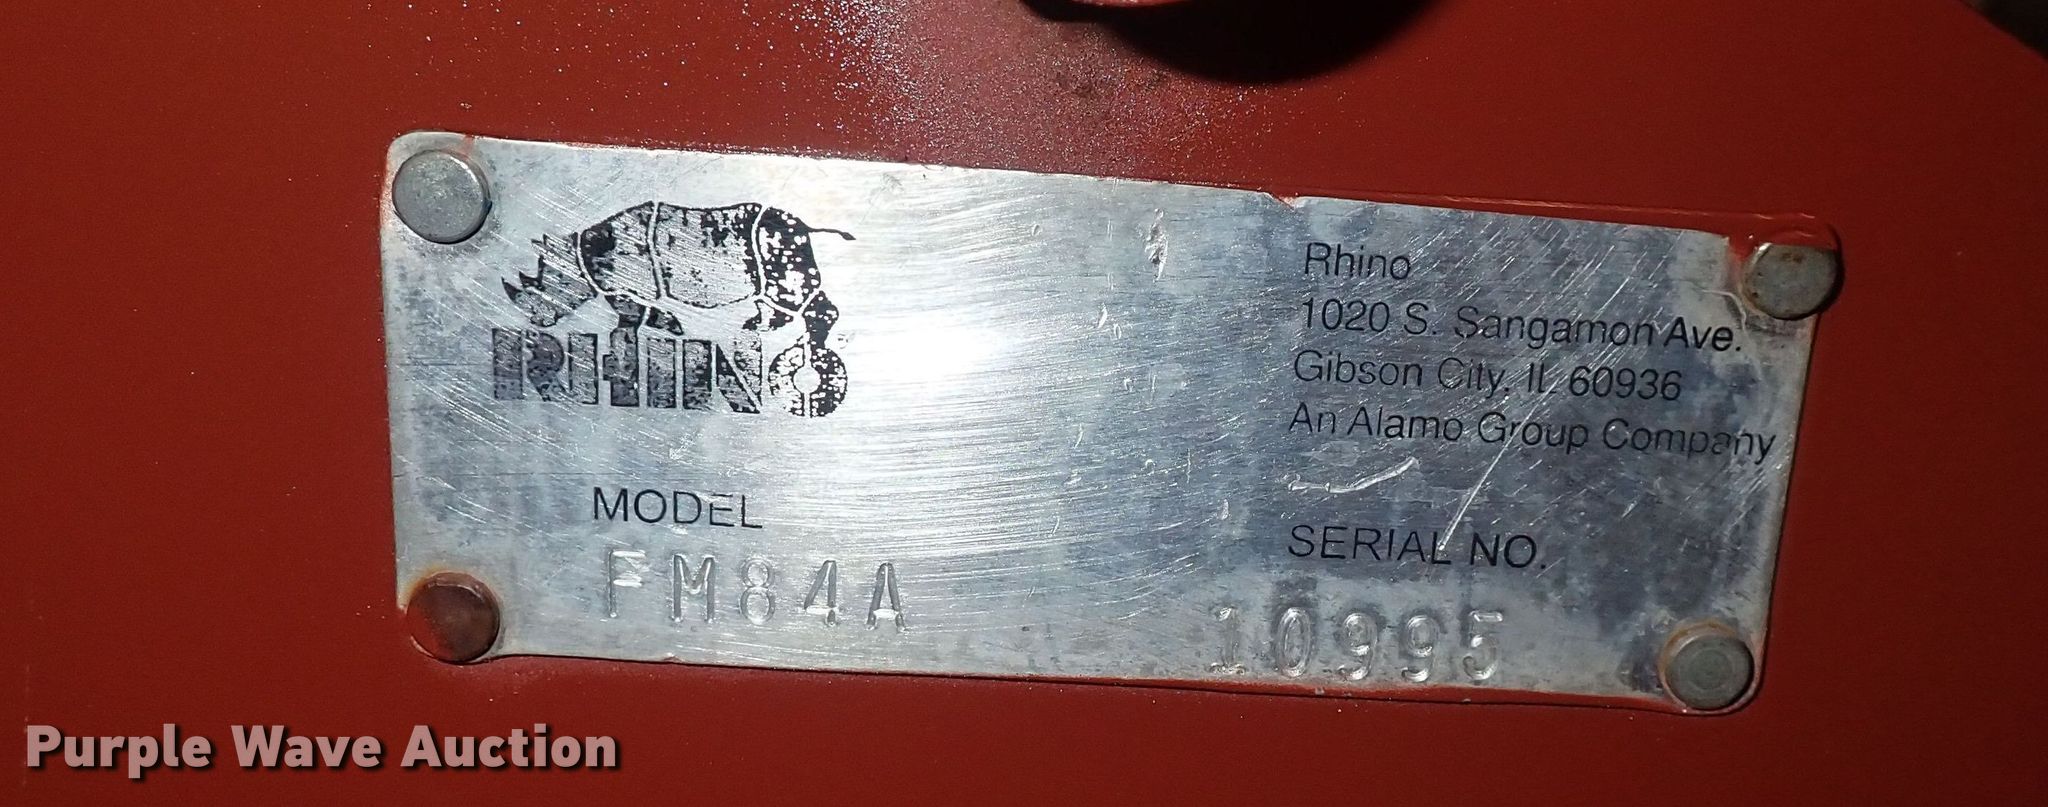 RHINO
Rhino
1020 S. Sangamon Ave.
Gibson City, IL 60936
An Alamo Group Company
MODEL
FM84A
SERIAL NO.
10995
Purple Wave Auction